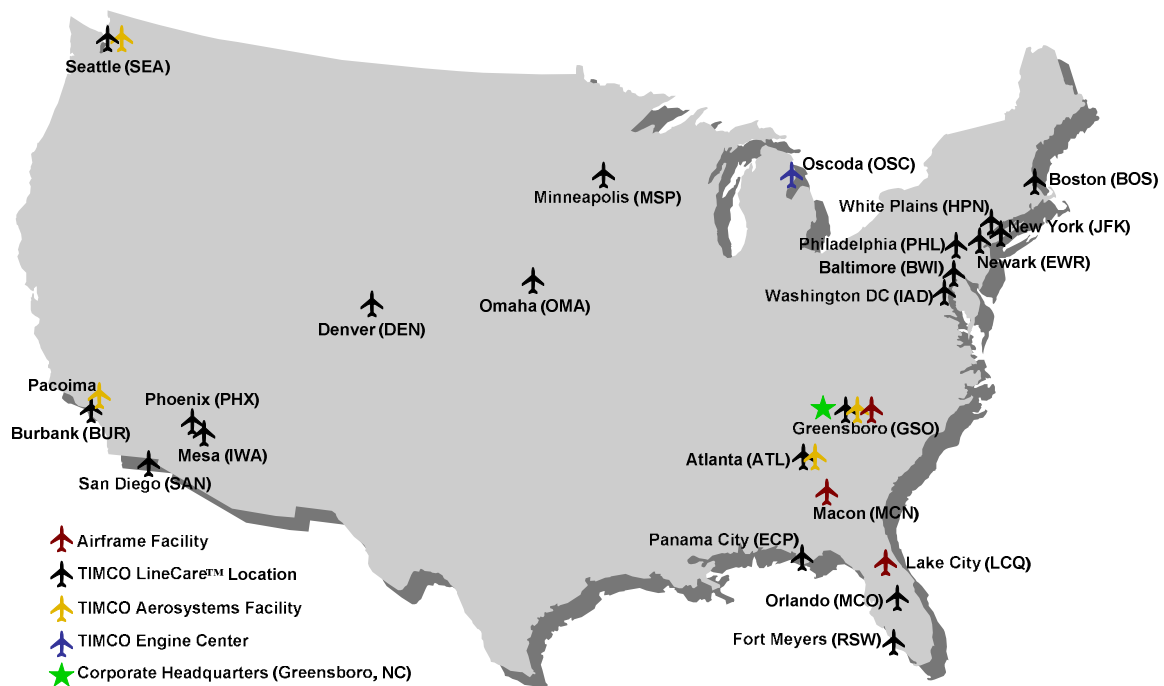 Seattle (SEA)
Oscoda (OSC)
Minneapolis (MSP)
Boston (BOS)
White Plains (HPN)
New York (JFK)
Philadelphia (PHL)
Newark (EWR)
Baltimore (BWI)
Washington DC (IAD)
Omaha (OMA)
Denver (DEN)
Pacoima
Phoenix (PHX)
Burbank (BUR)
Mesa (IWA)
San Diego (SAN)
Greensboro (GSO)
Atlanta (ATL)
Macon (MCN)
Panama City (ECP)
Lake City (LCQ)
Orlando (MCO)
Fort Meyers (RSW)
Airframe Facility
TIMCO LineCare™ Location
TIMCO Aerosystems Facility
TIMCO Engine Center
Corporate Headquarters (Greensboro, NC)